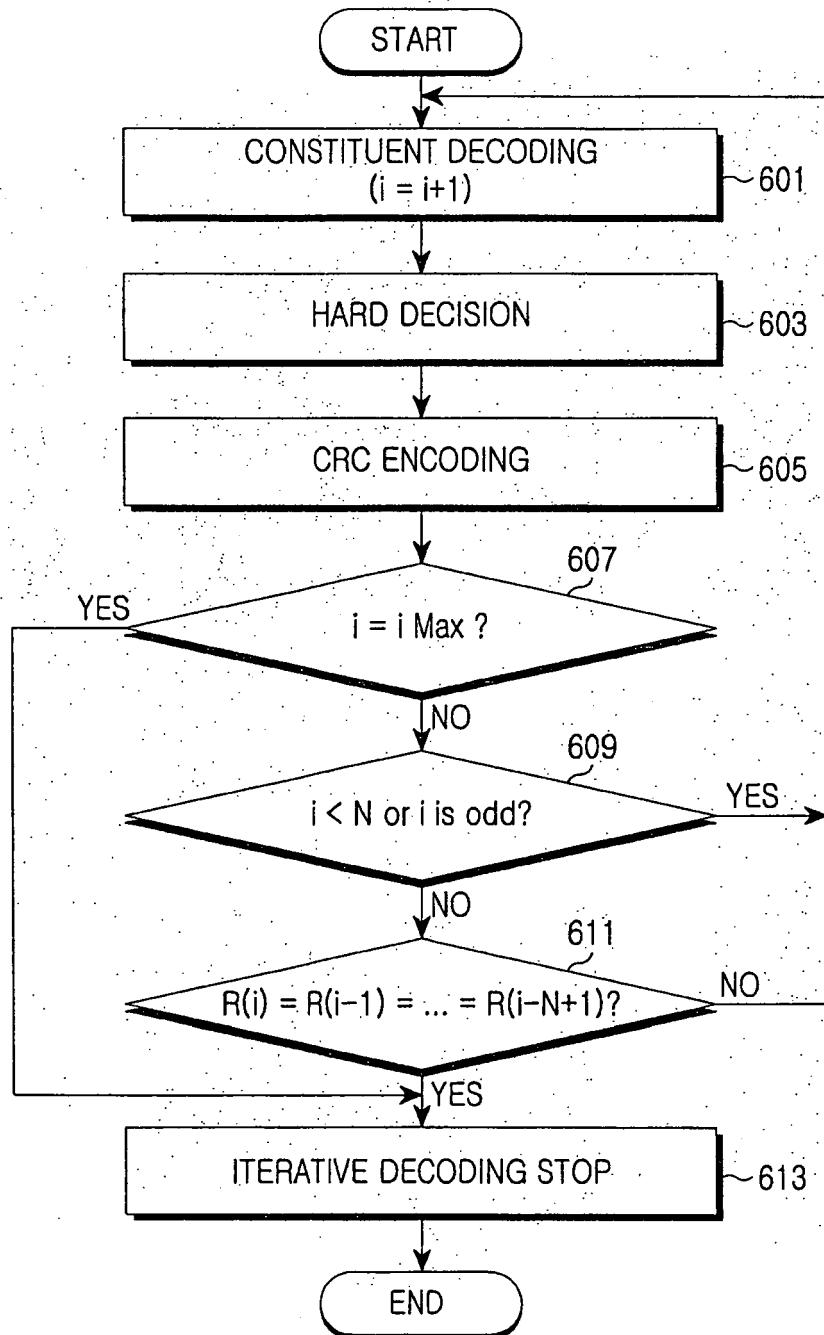 START
CONSTITUENT DECODING
(i = i+1)
601
HARD DECISION
603
CRC ENCODING
605
607
YES
i = i Max ?
NO
609
i < N or i is odd?
YES
NO
611
R(i) = R(i−1) = ... = R(i−N+1)?
NO
YES
ITERATIVE DECODING STOP
613
END